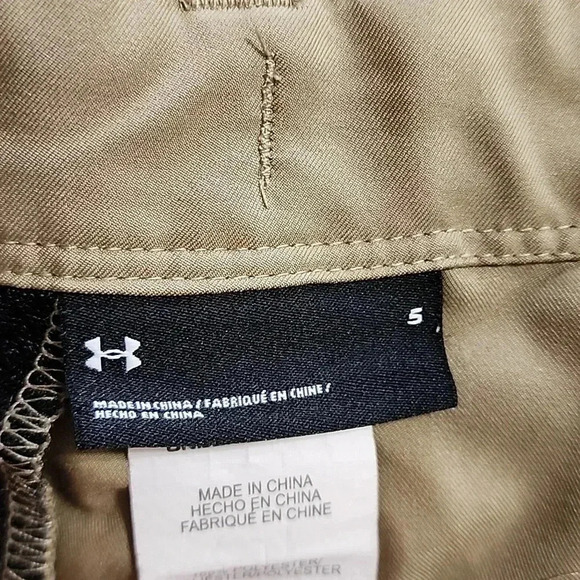 5
MADE IN CHINA / FABRIQUÉ EN CHINE /
HECHO EN CHINA
MADE IN CHINA
HECHO EN CHINA
FABRIQUÉ EN CHINE
POLYESTER/